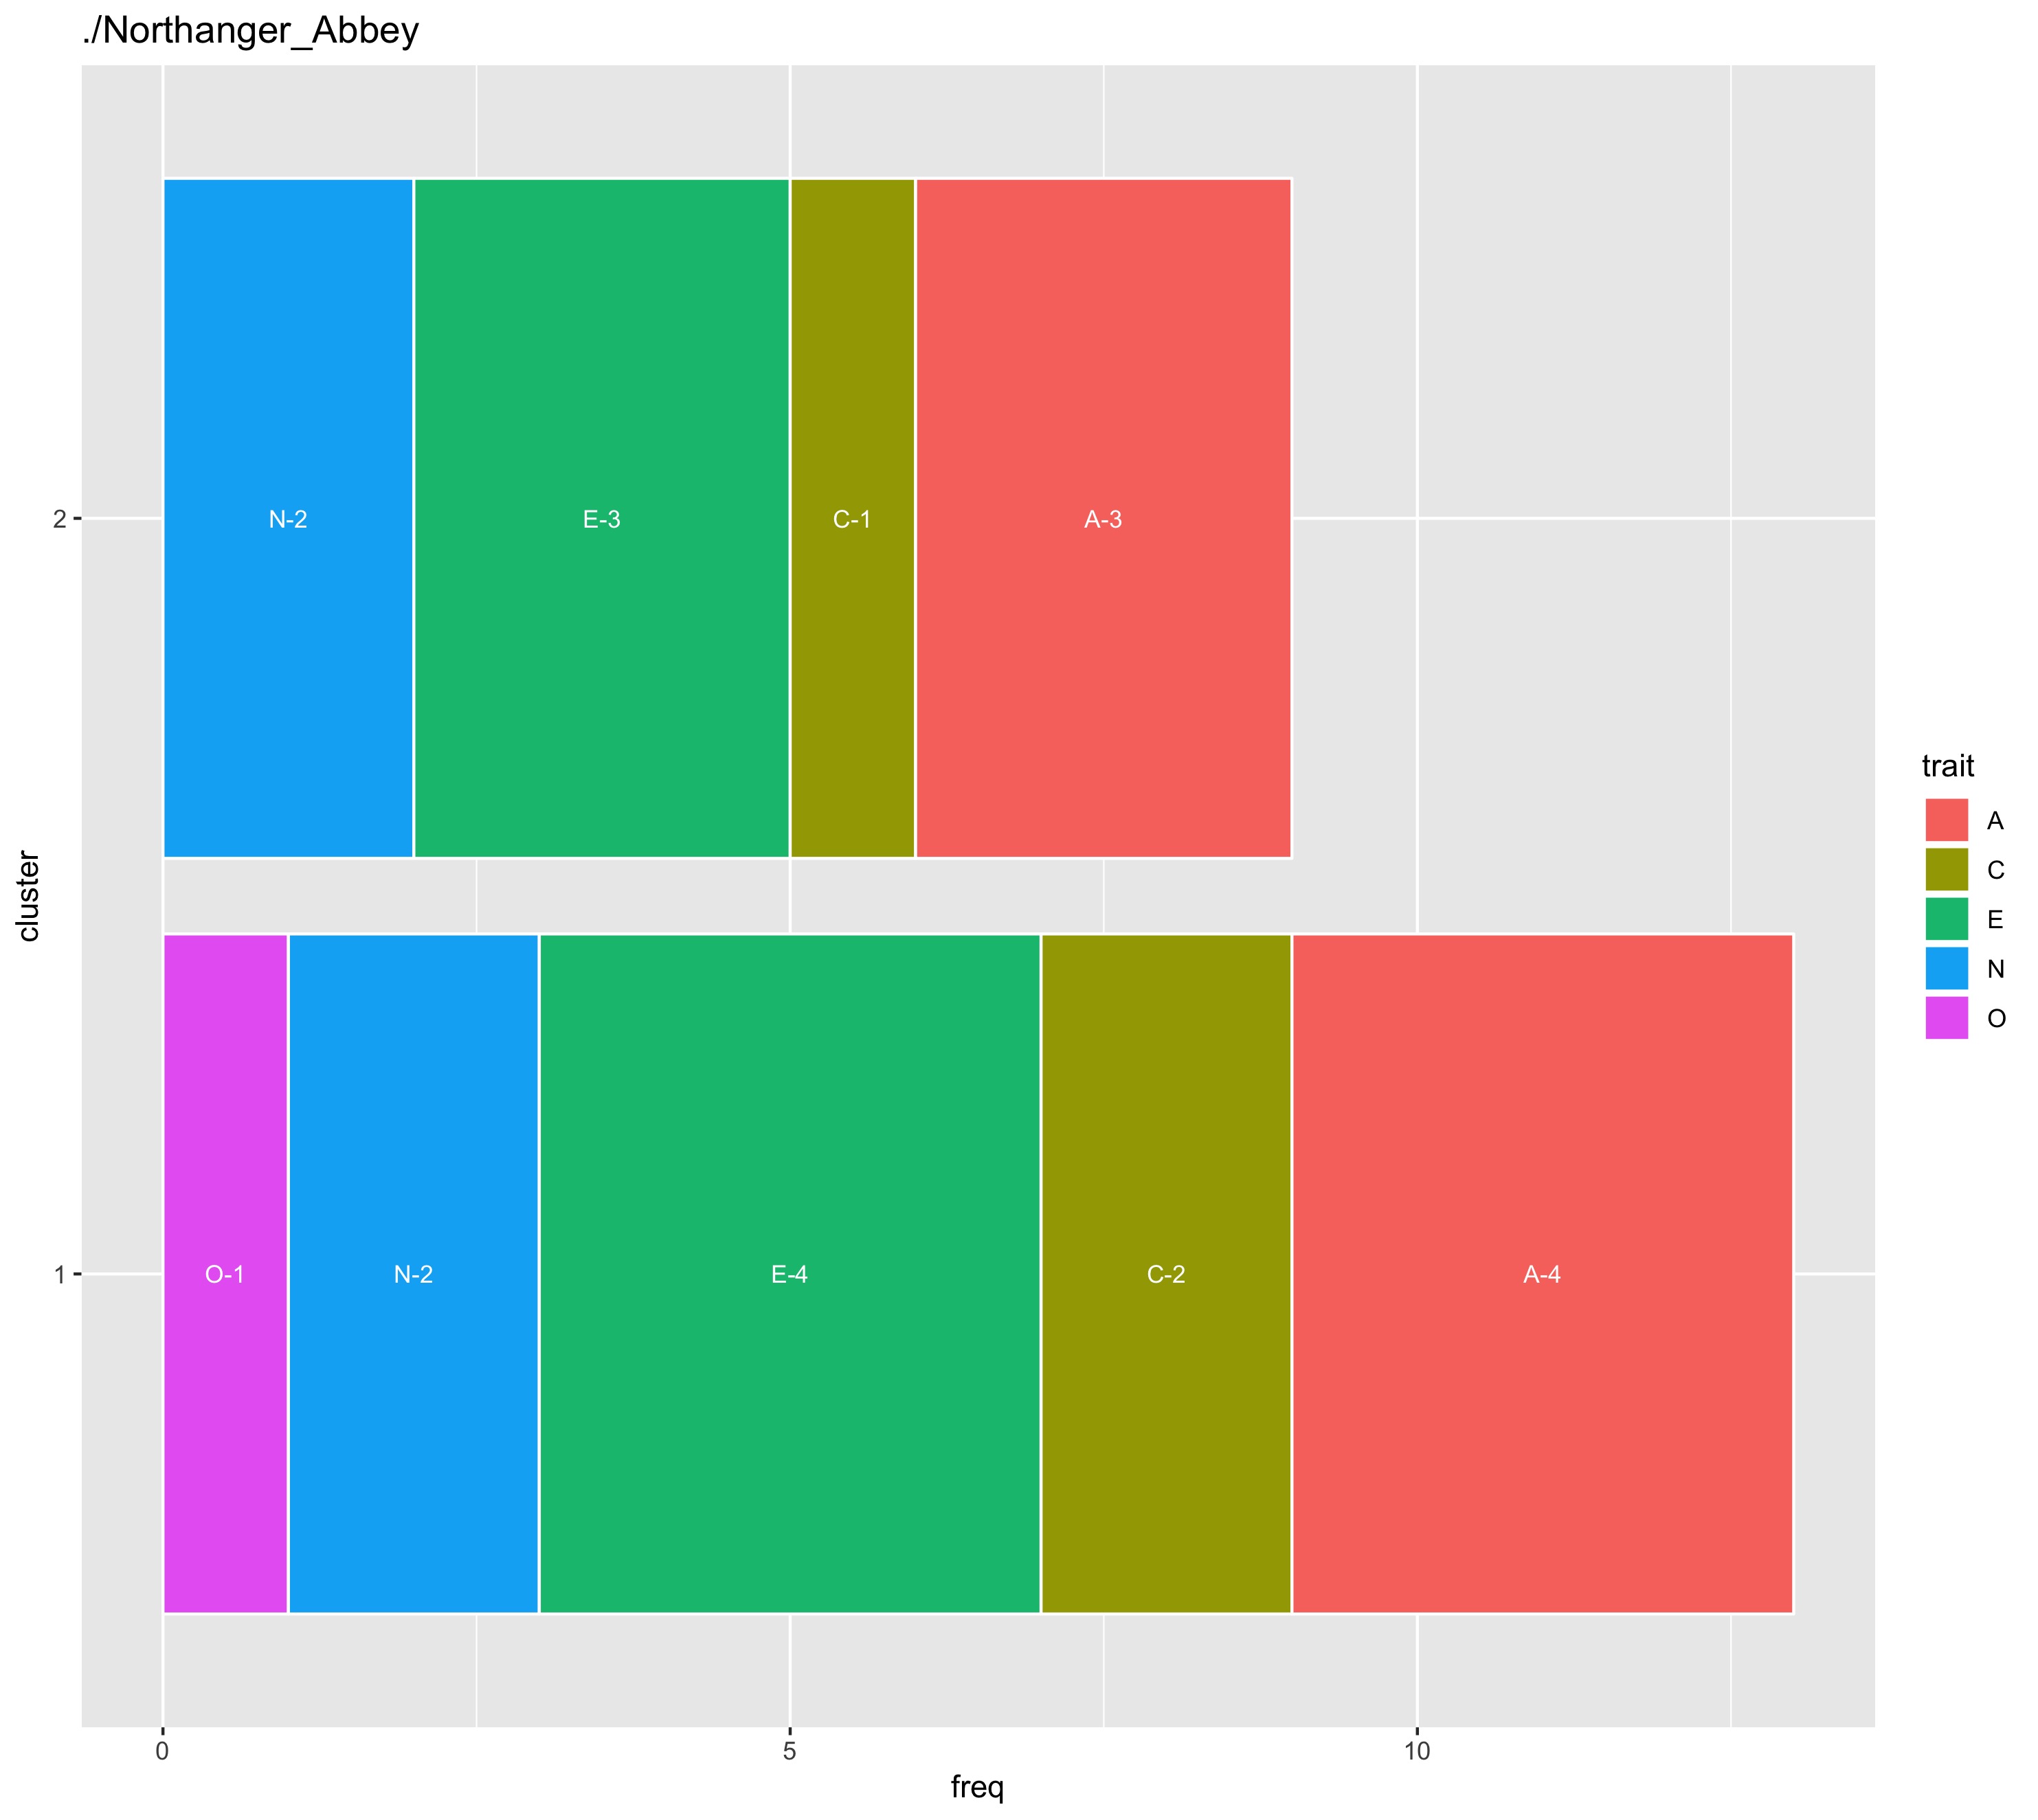 ./Northanger_Abbey
2
N-2 E-3 C-1 A-3
cluster
1
O-1 N-2 E-4 C-2 A-4
0 5 10
freq
trait
A
C
E
N
O